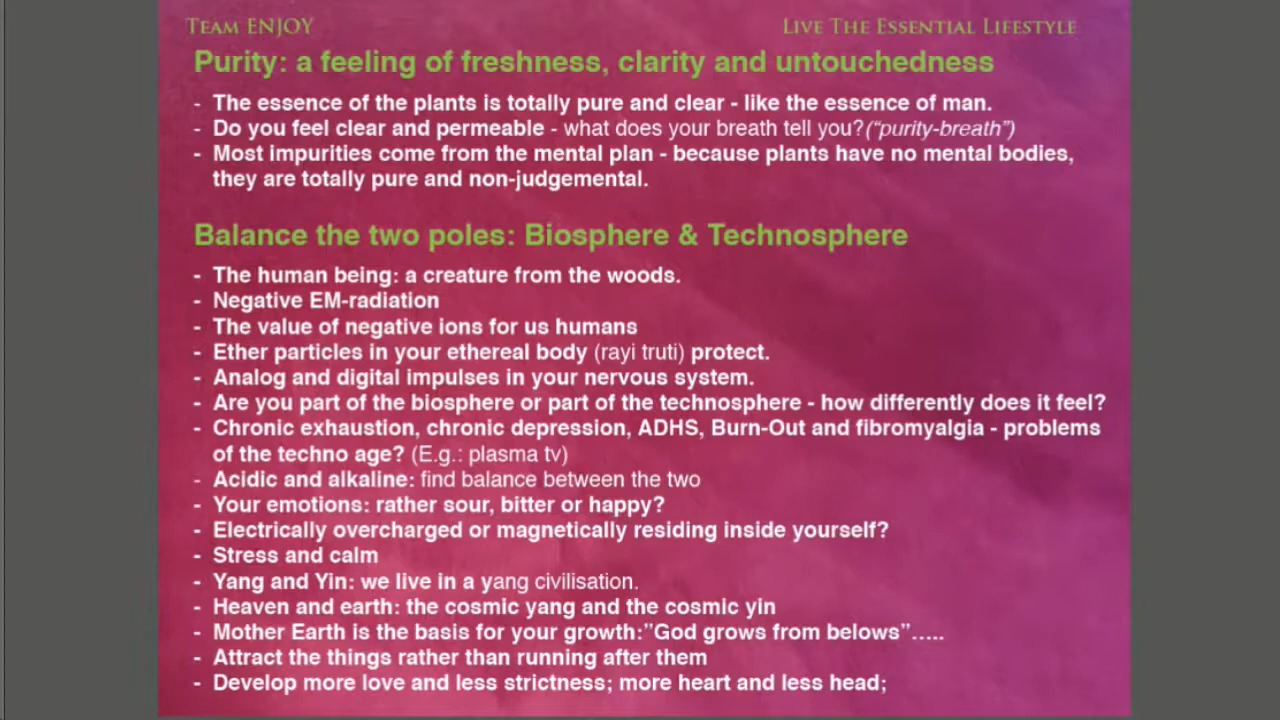 Team ENJOY Live The Essential Lifestyle
Purity: a feeling of freshness, clarity and untouchedness
- The essence of the plants is totally pure and clear - like the essence of man.
- Do you feel clear and permeable - what does your breath tell you?(“purity-breath”)
- Most impurities come from the mental plan - because plants have no mental bodies,
they are totally pure and non-judgemental.
Balance the two poles: Biosphere & Technosphere
- The human being: a creature from the woods.
- Negative EM-radiation
- The value of negative ions for us humans
- Ether particles in your ethereal body (rayi truti) protect.
- Analog and digital impulses in your nervous system.
- Are you part of the biosphere or part of the technosphere - how differently does it feel?
- Chronic exhaustion, chronic depression, ADHS, Burn-Out and fibromyalgia - problems
of the techno age? (E.g.: plasma tv)
- Acidic and alkaline: find balance between the two
- Your emotions: rather sour, bitter or happy?
- Electrically overcharged or magnetically residing inside yourself?
- Stress and calm
- Yang and Yin: we live in a yang civilisation.
- Heaven and earth: the cosmic yang and the cosmic yin
- Mother Earth is the basis for your growth:”God grows from belows”.....
- Attract the things rather than running after them
- Develop more love and less strictness; more heart and less head;